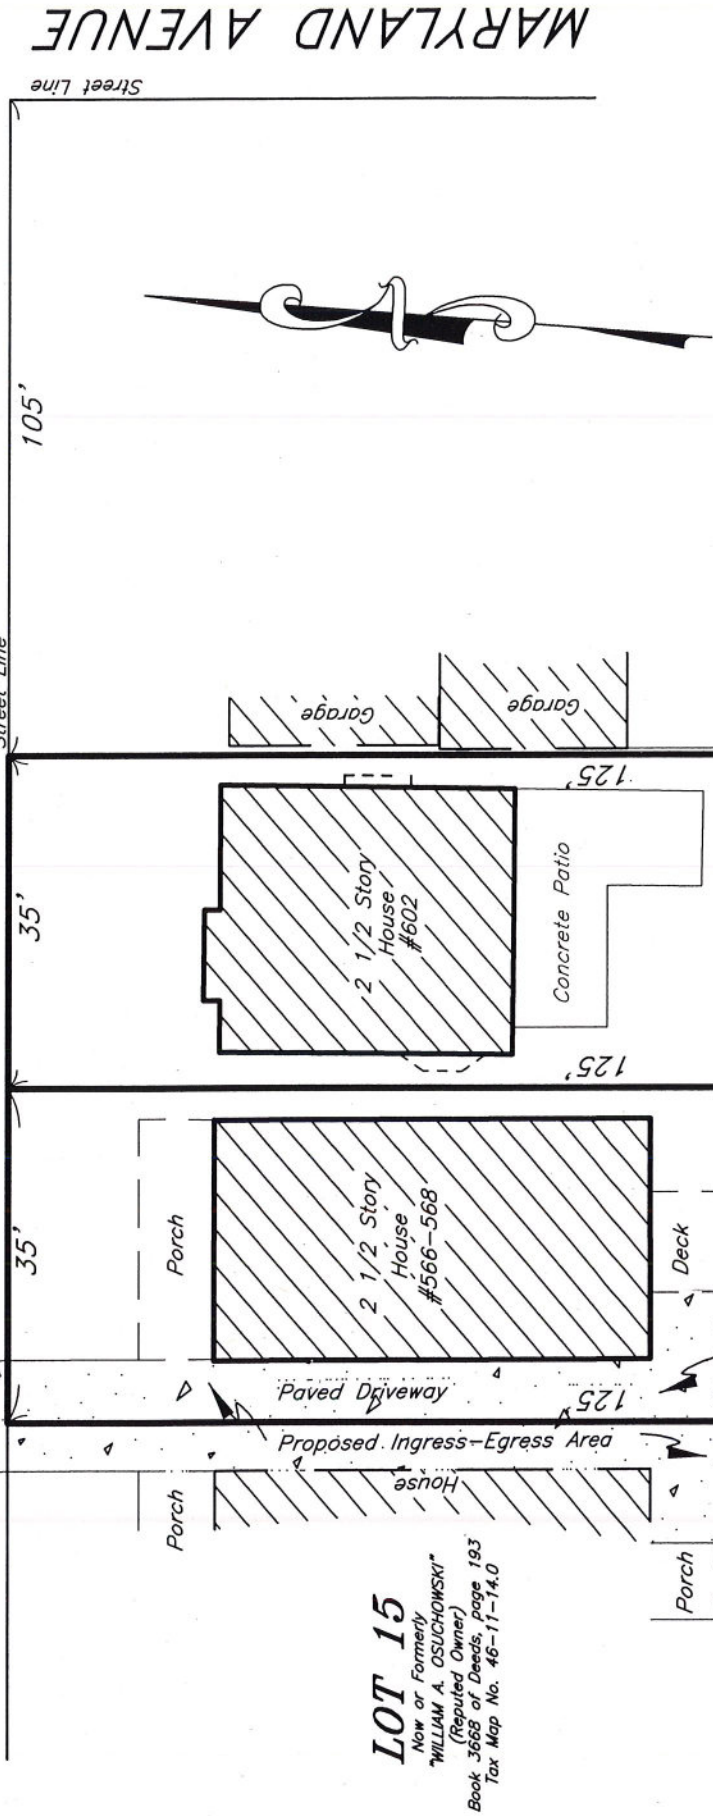 MARYLAND AVENUE
Street Line
105'
Street Line
Garage
Garage
35'
125'
2 1/2 Story
House
#602
Concrete Patio
125'
35'
Porch
2 1/2 Story
House
#566-568
Deck
Paved Driveway
125'
Proposed Ingress-Egress Area
Porch
House
Porch
LOT 15
Now or Formerly
"WILLIAM A. OSUCHOWSKI"
(Reputed Owner)
Book 3668 of Deeds, page 193
Tax Map No. 46-11-14.0